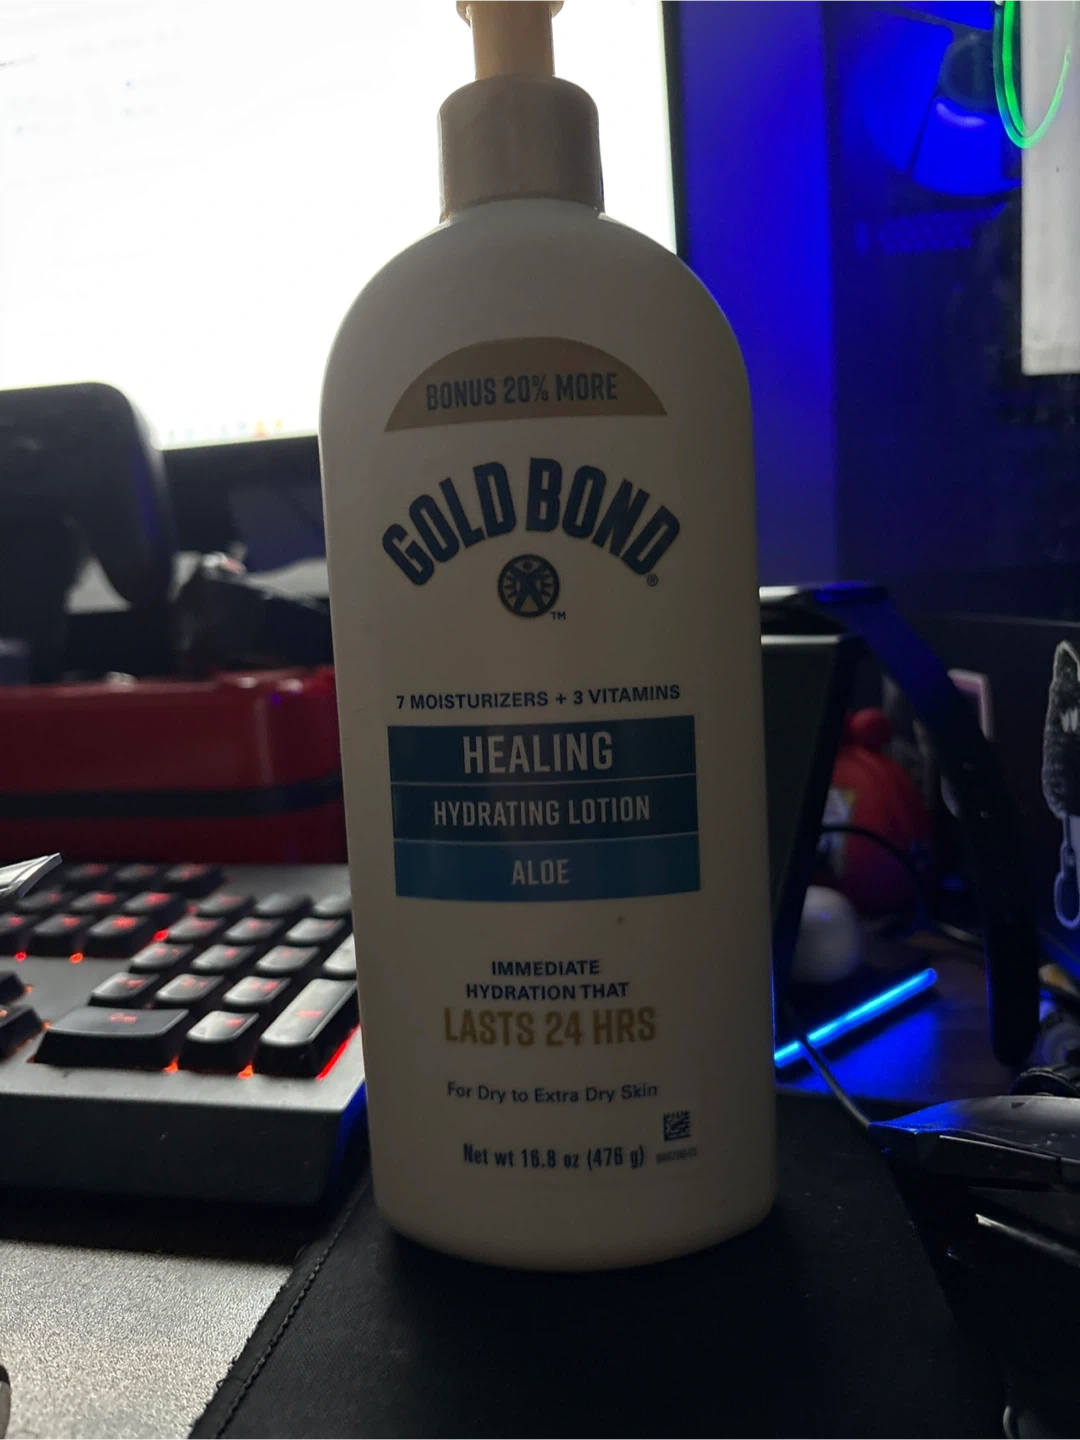 BONUS 20% MORE
GOLD BOND®
™
7 MOISTURIZERS + 3 VITAMINS
HEALING
HYDRATING LOTION
ALOE
IMMEDIATE
HYDRATION THAT
LASTS 24 HRS
For Dry to Extra Dry Skin
Net wt 16.8 oz (476 g)